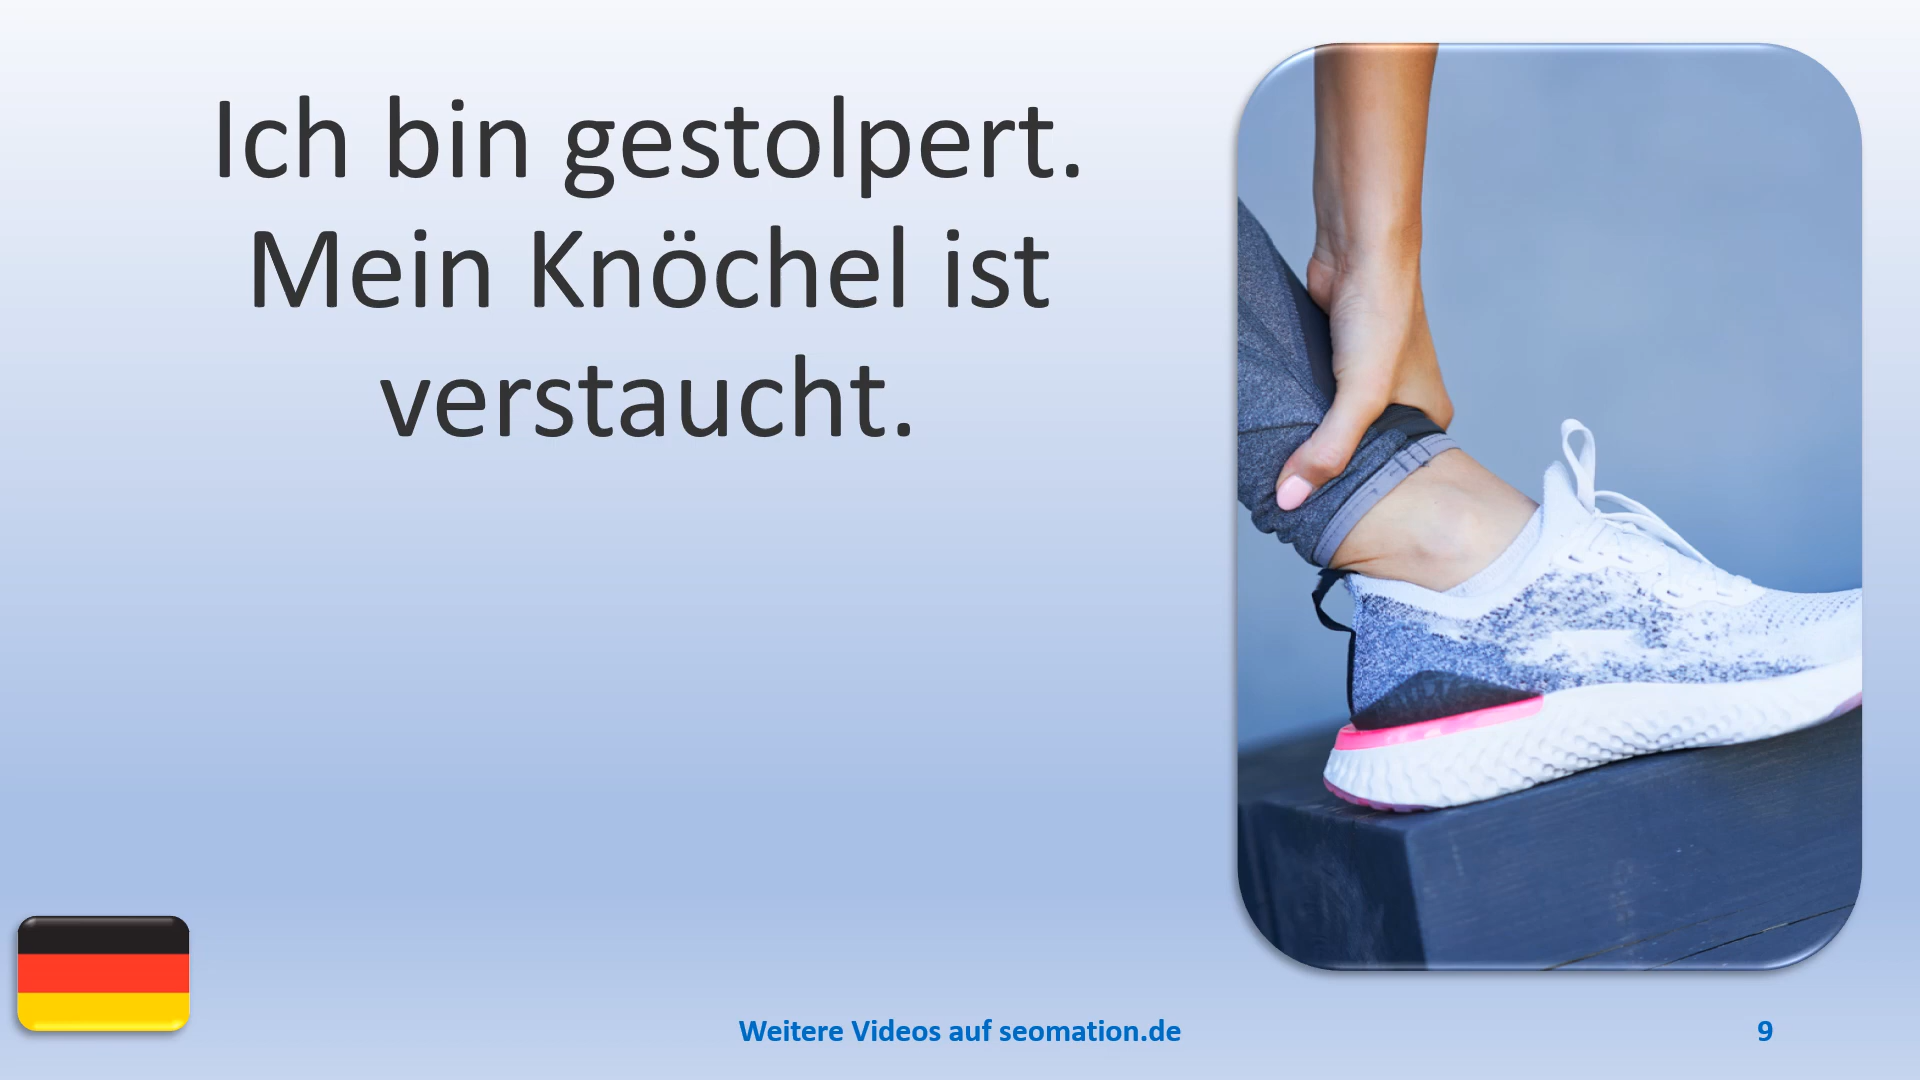 Ich bin gestolpert.
Mein Knöchel ist
verstaucht.
Weitere Videos auf seomation.de
9